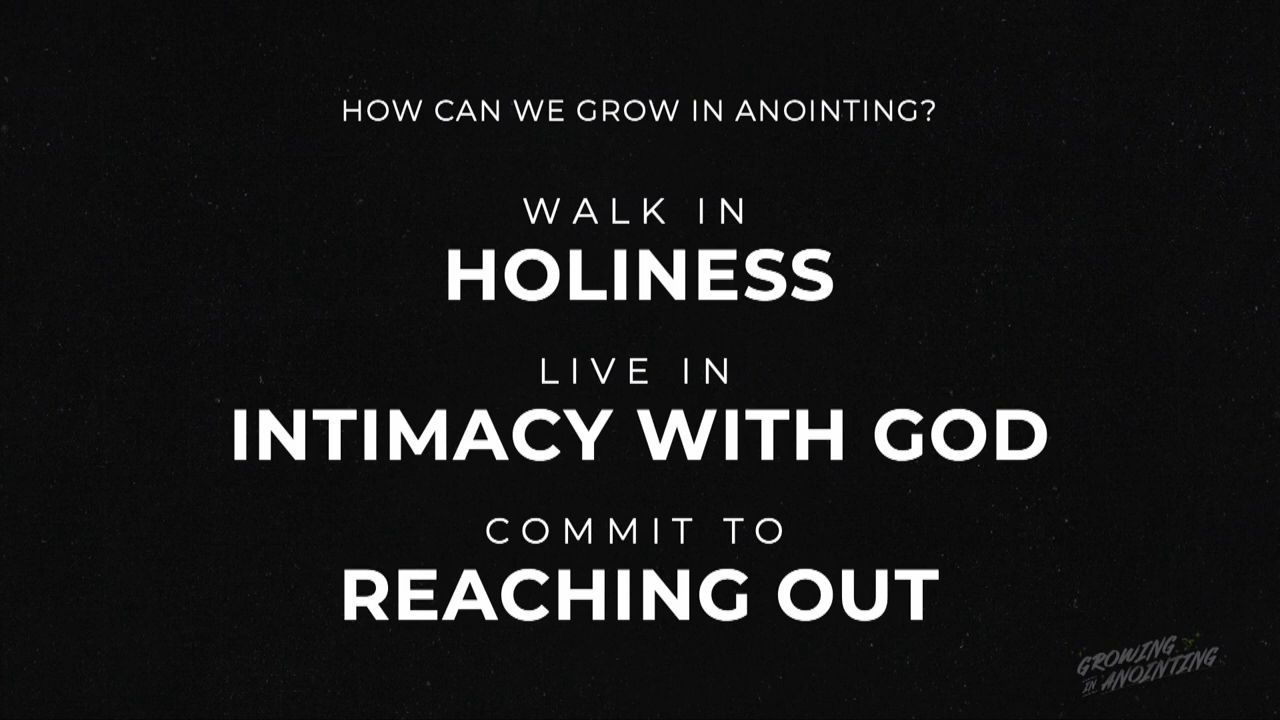 HOW CAN WE GROW IN ANOINTING?
WALK IN
HOLINESS
LIVE IN
INTIMACY WITH GOD
COMMIT TO
REACHING OUT
GROWING
IN ANOINTING